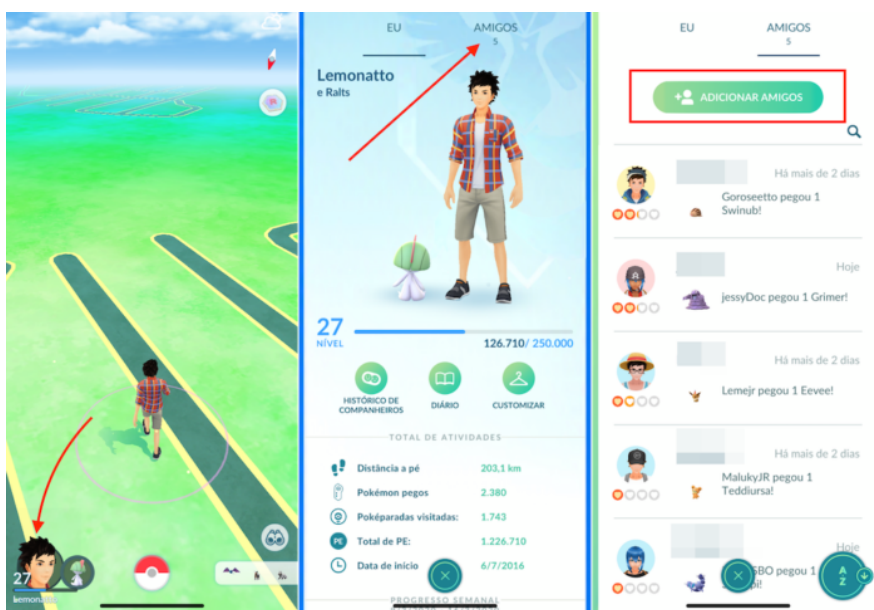 27
EU
AMIGOS
5
Lemonatto
e Ralts
27
NÍVEL
126.710/ 250.000
HISTÓRICO DE
COMPANHEIROS
DIÁRIO
CUSTOMIZAR
TOTAL DE ATIVIDADES
Distância a pé 203,1 km
Pokémon pegos 2.380
Poképaradas visitadas: 1.743
PE Total de PE: 1.226.710
Data de início 6/7/2016
PROGRESSO SEMANAL
EU
AMIGOS
5
ADICIONAR AMIGOS
Há mais de 2 dias
Goroseetto pegou 1
Swinub!
Hoje
jessyDoc pegou 1 Grimer!
Há mais de 2 dias
Lemejr pegou 1 Eevee!
Há mais de 2 dias
MalukyJR pegou 1
Teddiursa!
Hoje
pegou 1
A
Z